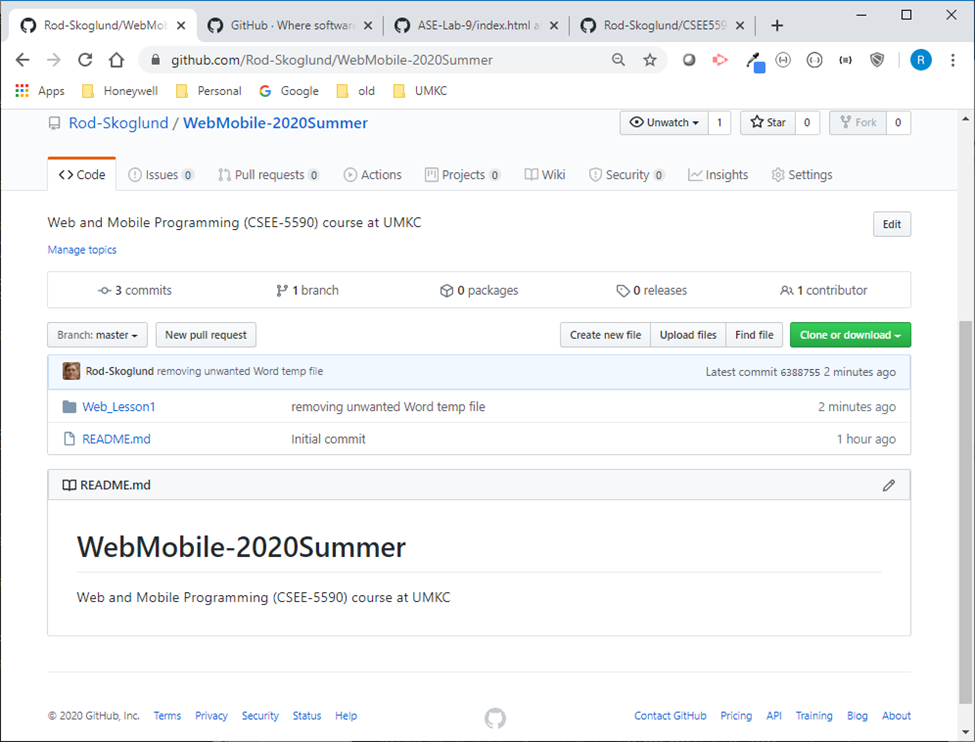 Rod-Skoglund/WebMo GitHub · Where softwar ASE-Lab-9/index.html a Rod-Skoglund/CSEE559
github.com/Rod-Skoglund/WebMobile-2020Summer R
Apps Honeywell Personal Google old UMKC
Rod-Skoglund / WebMobile-2020Summer Unwatch 1 Star 0 Fork 0
Code Issues 0 Pull requests 0 Actions Projects 0 Wiki Security 0 Insights Settings
Web and Mobile Programming (CSEE-5590) course at UMKC Edit
Manage topics
3 commits 1 branch 0 packages 0 releases 1 contributor
Branch: master New pull request Create new file Upload files Find file Clone or download
Rod-Skoglund removing unwanted Word temp file Latest commit 6388755 2 minutes ago
Web_Lesson1 removing unwanted Word temp file 2 minutes ago
README.md Initial commit 1 hour ago
README.md
WebMobile-2020Summer
Web and Mobile Programming (CSEE-5590) course at UMKC
© 2020 GitHub, Inc. Terms Privacy Security Status Help Contact GitHub Pricing API Training Blog About